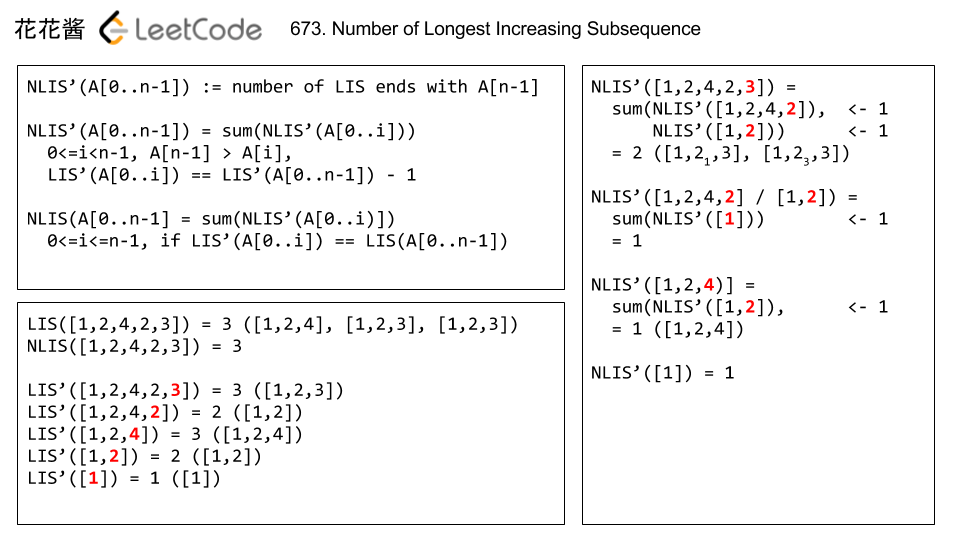 花花酱 LeetCode 673. Number of Longest Increasing Subsequence
NLIS’(A[0..n-1]) := number of LIS ends with A[n-1]
NLIS’(A[0..n-1]) = sum(NLIS’(A[0..i]))
0<=i<n-1, A[n-1] > A[i],
LIS’(A[0..i]) == LIS’(A[0..n-1]) - 1
NLIS(A[0..n-1] = sum(NLIS’(A[0..i)])
0<=i<=n-1, if LIS’(A[0..i]) == LIS(A[0..n-1])
LIS([1,2,4,2,3]) = 3 ([1,2,4], [1,2,3], [1,2,3])
NLIS([1,2,4,2,3]) = 3
LIS’([1,2,4,2,3]) = 3 ([1,2,3])
LIS’([1,2,4,2]) = 2 ([1,2])
LIS’([1,2,4]) = 3 ([1,2,4])
LIS’([1,2]) = 2 ([1,2])
LIS’([1]) = 1 ([1])
NLIS’([1,2,4,2,3]) =
sum(NLIS’([1,2,4,2]), <- 1
NLIS’([1,2])) <- 1
= 2 ([1,2₁,3], [1,2₃,3])
NLIS’([1,2,4,2] / [1,2]) =
sum(NLIS’([1])) <- 1
= 1
NLIS’([1,2,4)] =
sum(NLIS’([1,2]), <- 1
= 1 ([1,2,4])
NLIS’([1]) = 1